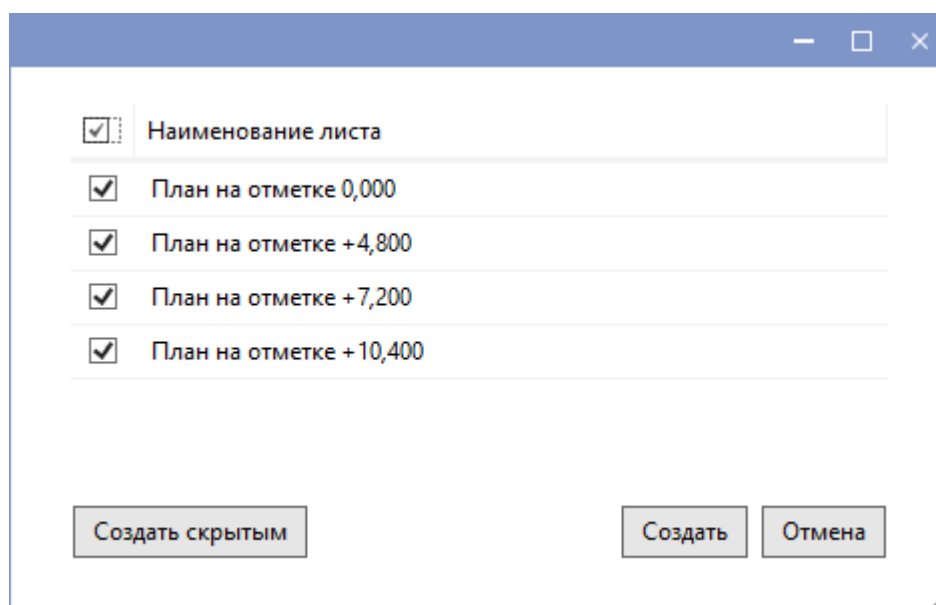 Наименование листа
План на отметке 0,000
План на отметке +4,800
План на отметке +7,200
План на отметке +10,400
Создать скрытым Создать Отмена